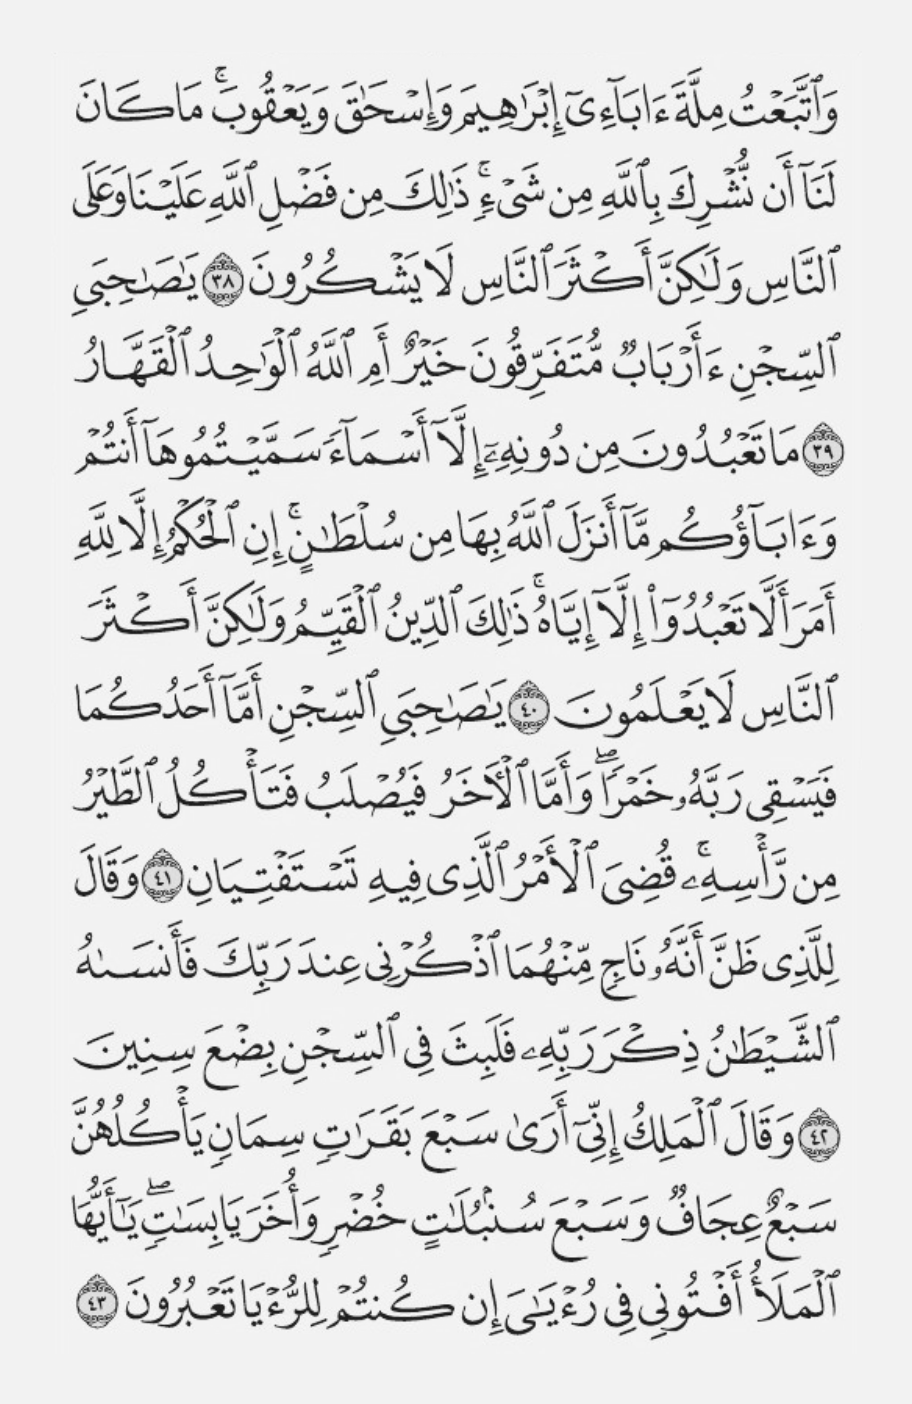 وَٱتَّبَعْتُ مِلَّةَ ءَابَآءِىٓ إِبْرَٰهِيمَ وَإِسْحَٰقَ وَيَعْقُوبَ ۚ مَا كَانَ
لَنَآ أَن نُّشْرِكَ بِٱللَّهِ مِن شَىْءٍ ۚ ذَٰلِكَ مِن فَضْلِ ٱللَّهِ عَلَيْنَا وَعَلَى
ٱلنَّاسِ وَلَٰكِنَّ أَكْثَرَ ٱلنَّاسِ لَا يَشْكُرُونَ ٣٨ يَٰصَٰحِبَىِ
ٱلسِّجْنِ ءَأَرْبَابٌ مُّتَفَرِّقُونَ خَيْرٌ أَمِ ٱللَّهُ ٱلْوَٰحِدُ ٱلْقَهَّارُ
٣٩ مَا تَعْبُدُونَ مِن دُونِهِۦٓ إِلَّآ أَسْمَآءً سَمَّيْتُمُوهَآ أَنتُمْ
وَءَابَآؤُكُم مَّآ أَنزَلَ ٱللَّهُ بِهَا مِن سُلْطَٰنٍ ۚ إِنِ ٱلْحُكْمُ إِلَّا لِلَّهِ
أَمَرَ أَلَّا تَعْبُدُوٓا۟ إِلَّآ إِيَّاهُ ۚ ذَٰلِكَ ٱلدِّينُ ٱلْقَيِّمُ وَلَٰكِنَّ أَكْثَرَ
ٱلنَّاسِ لَا يَعْلَمُونَ ٤٠ يَٰصَٰحِبَىِ ٱلسِّجْنِ أَمَّآ أَحَدُكُمَا
فَيَسْقِى رَبَّهُۥ خَمْرًا ۖ وَأَمَّا ٱلْءَاخَرُ فَيُصْلَبُ فَتَأْكُلُ ٱلطَّيْرُ
مِن رَّأْسِهِۦ ۚ قُضِىَ ٱلْأَمْرُ ٱلَّذِى فِيهِ تَسْتَفْتِيَانِ ٤١ وَقَالَ
لِلَّذِى ظَنَّ أَنَّهُۥ نَاجٍ مِّنْهُمَا ٱذْكُرْنِى عِندَ رَبِّكَ فَأَنسَىٰهُ
ٱلشَّيْطَٰنُ ذِكْرَ رَبِّهِۦ فَلَبِثَ فِى ٱلسِّجْنِ بِضْعَ سِنِينَ
٤٢ وَقَالَ ٱلْمَلِكُ إِنِّىٓ أَرَىٰ سَبْعَ بَقَرَٰتٍ سِمَانٍ يَأْكُلُهُنَّ
سَبْعٌ عِجَافٌ وَسَبْعَ سُنۢبُلَٰتٍ خُضْرٍ وَأُخَرَ يَابِسَٰتٍ ۖ يَٰٓأَيُّهَا
ٱلْمَلَأُ أَفْتُونِى فِى رُءْيَٰىَ إِن كُنتُمْ لِلرُّءْيَا تَعْبُرُونَ ٤٣